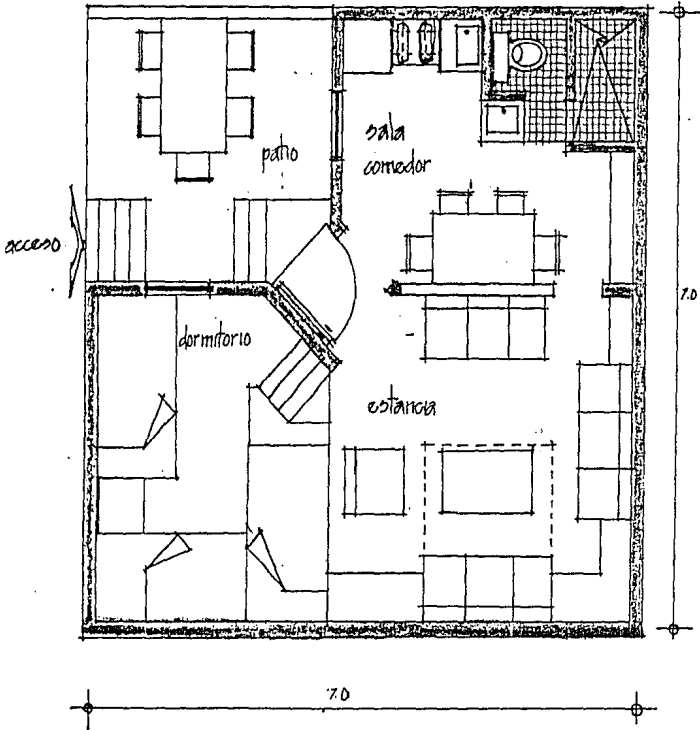 sala
patio
comedor
acceso
7.0
dormitorio
estancia
7.0